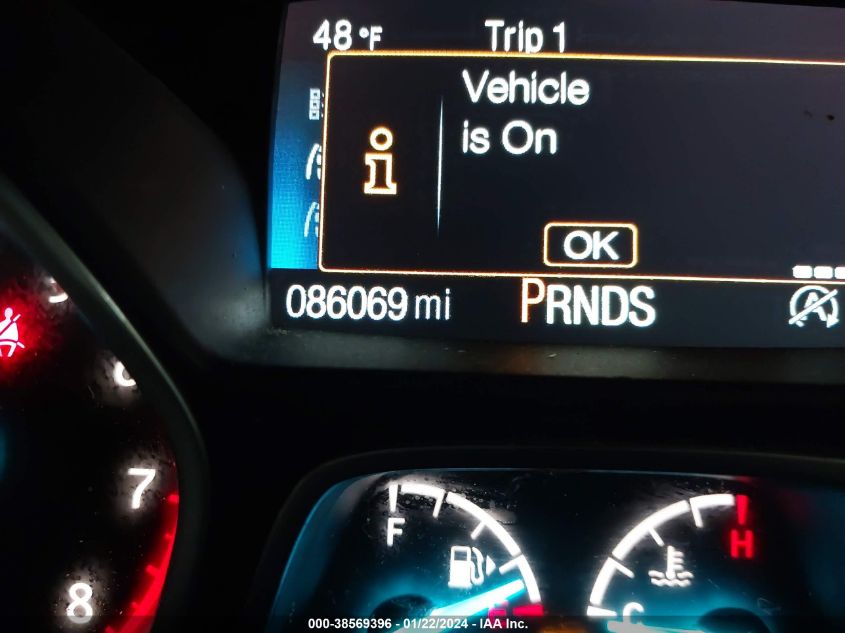 48°F
Trip 1
Vehicle
is On
i
OK
086069 mi
PRNDS
A
7
8
F
E
H
C
000-38569396 - 01/22/2024 - IAA Inc.